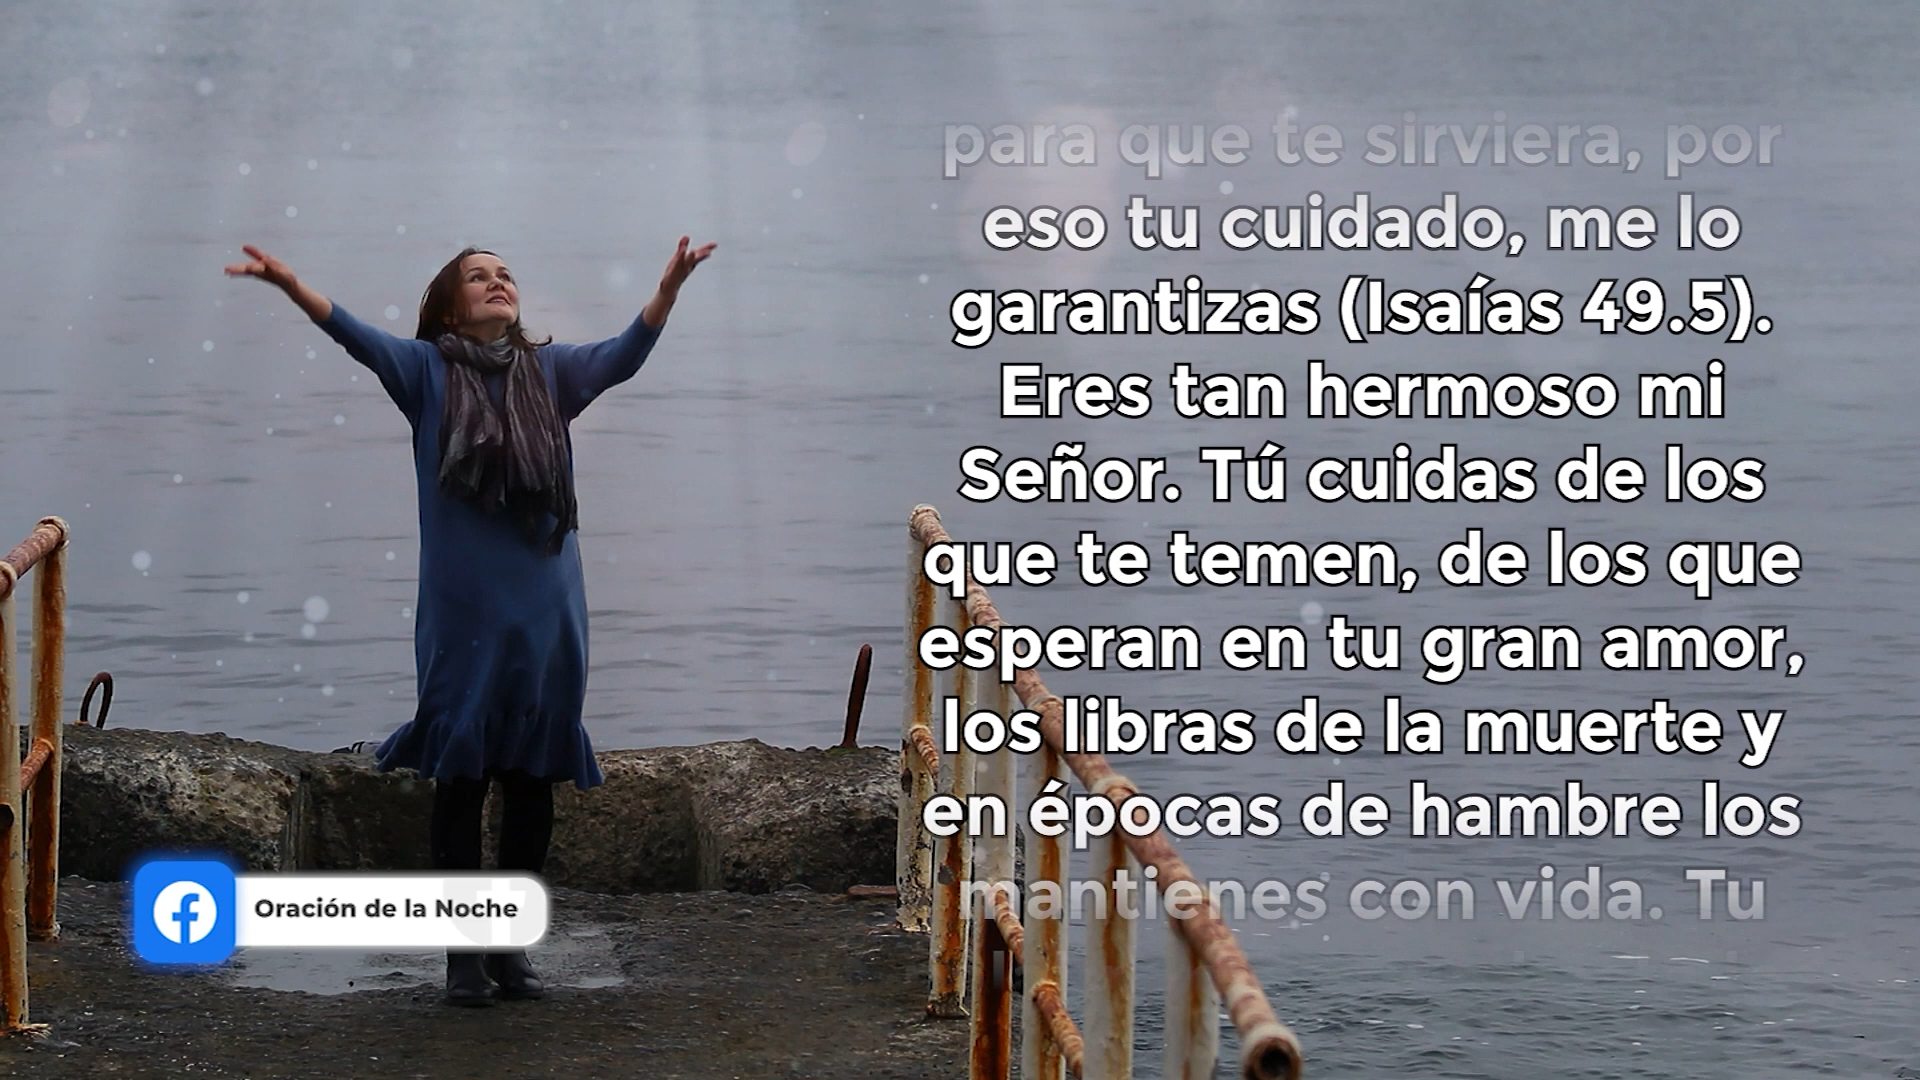 para que te sirviera, por
eso tu cuidado, me lo
garantizas (Isaías 49.5).
Eres tan hermoso mi
Señor. Tú cuidas de los
que te temen, de los que
esperan en tu gran amor,
los libras de la muerte y
en épocas de hambre los
mantienes con vida. Tu
Oración de la Noche